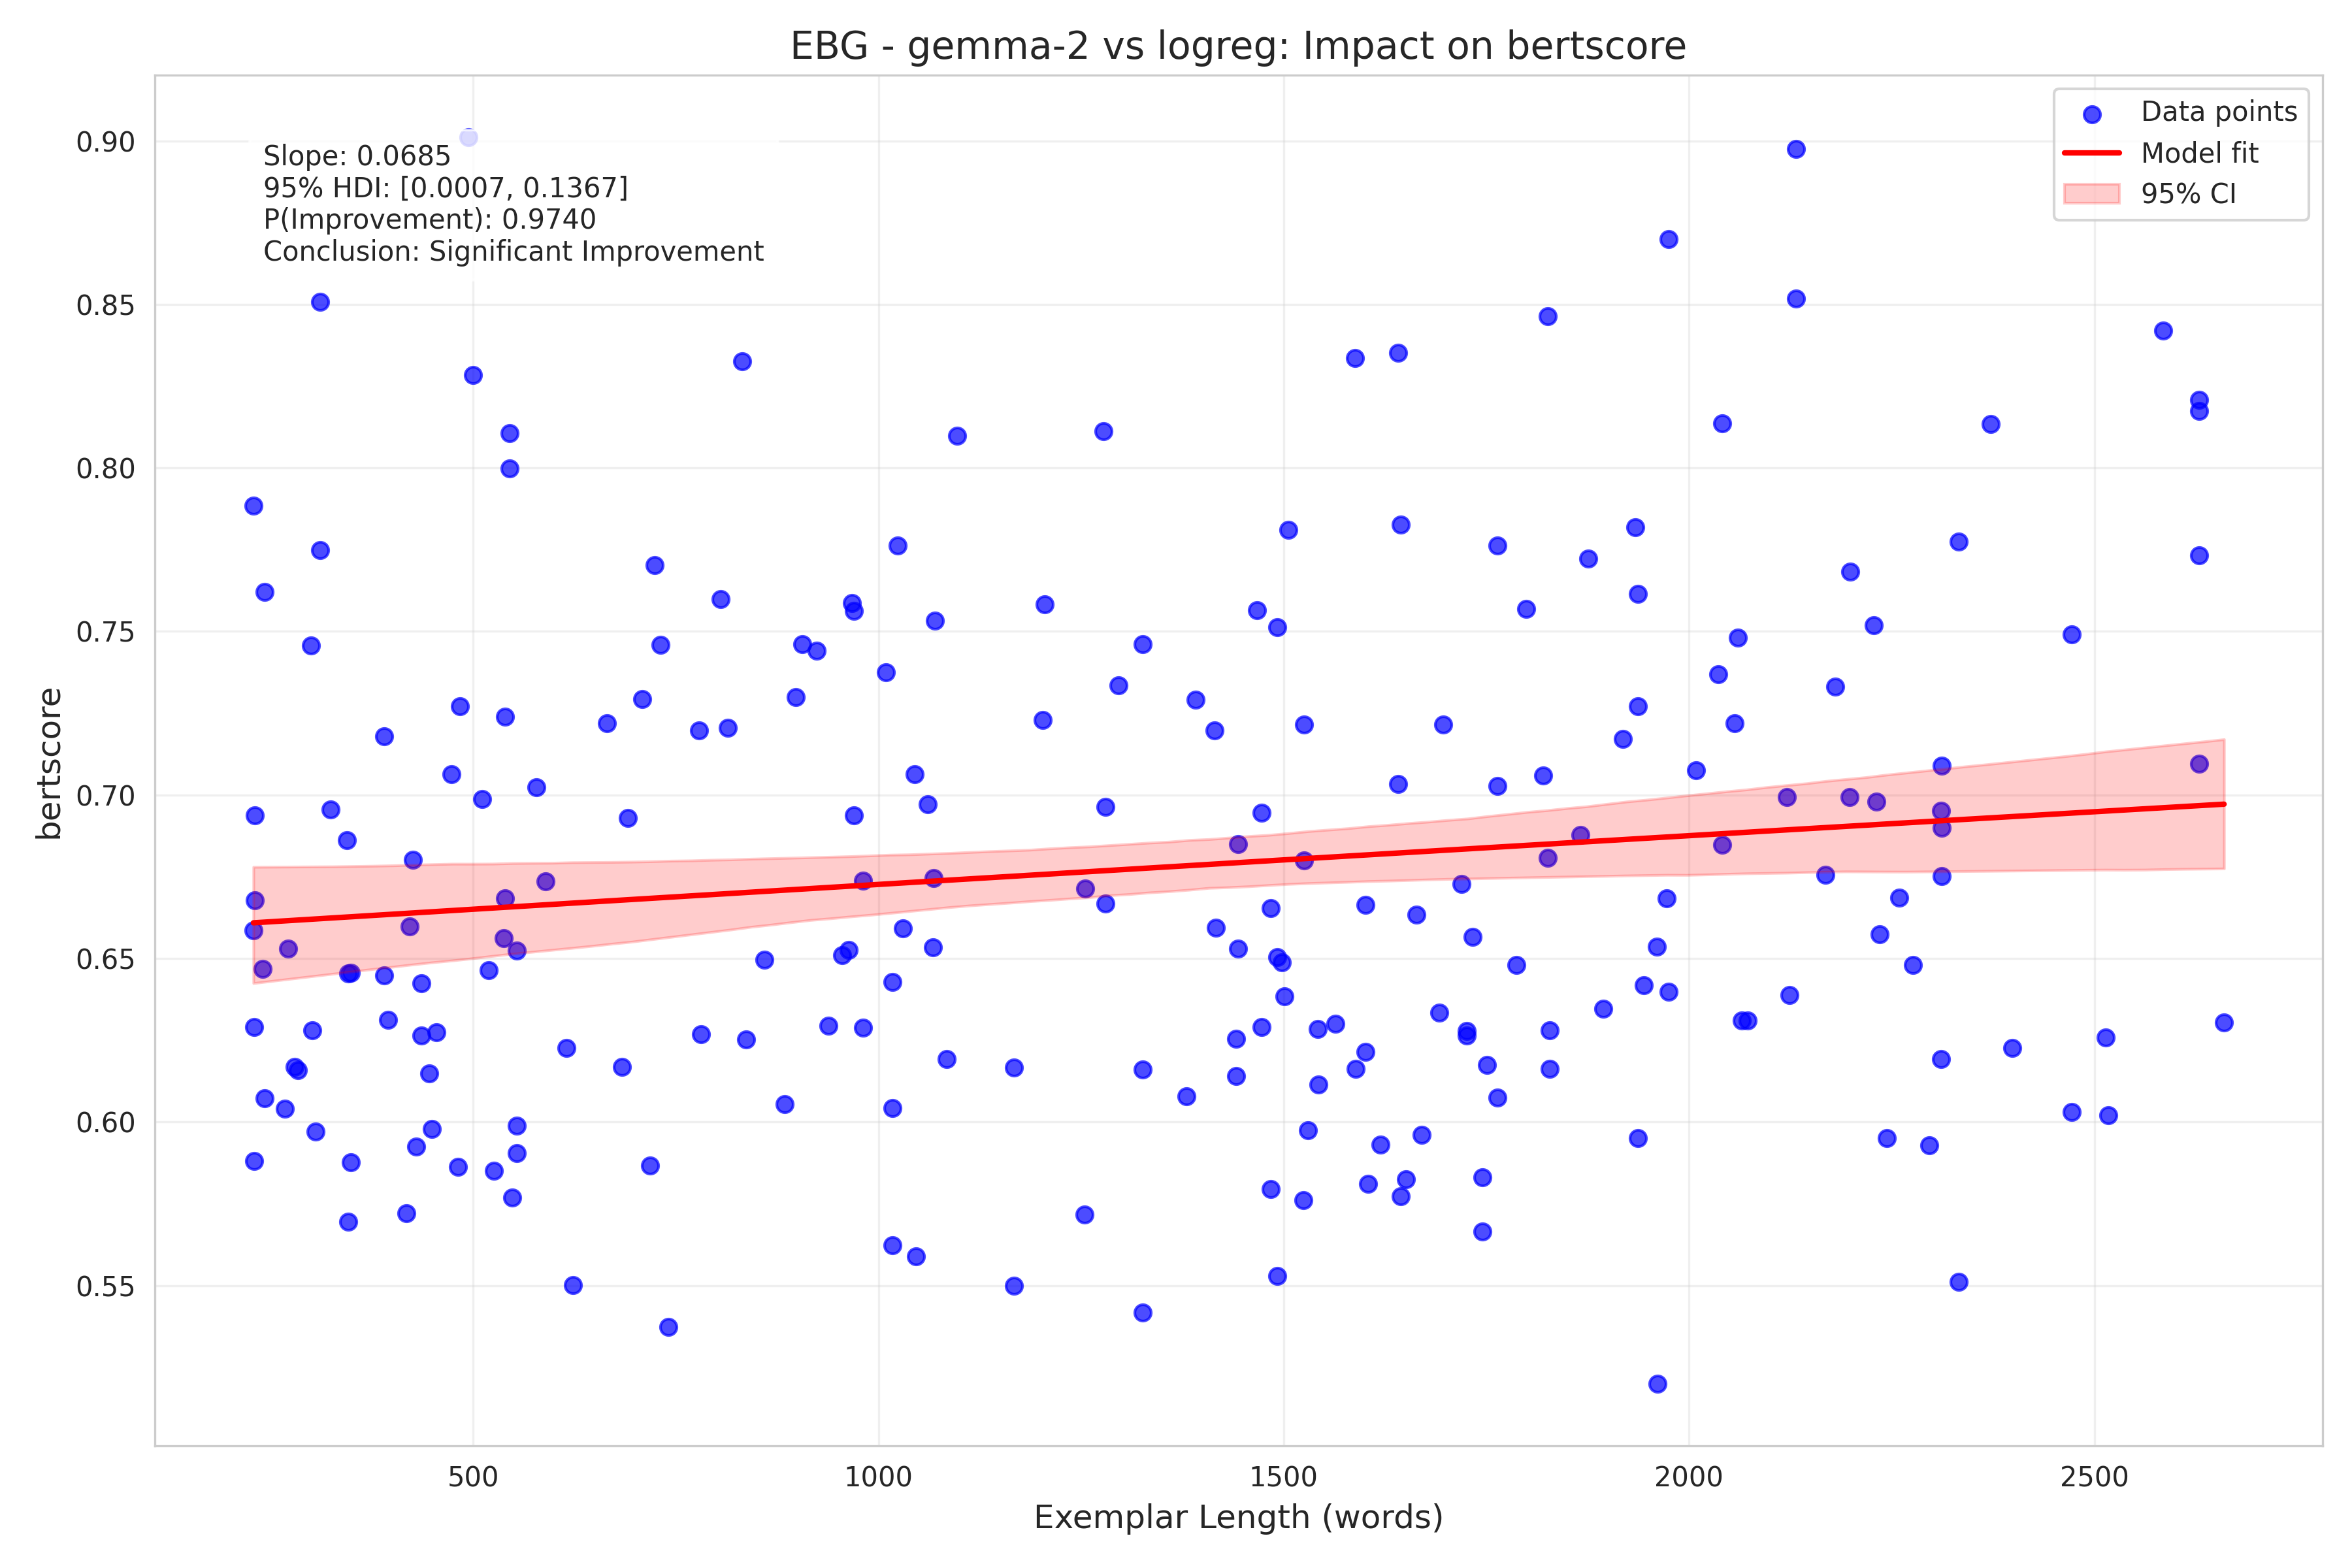 EBG - gemma-2 vs logreg: Impact on bertscore
Slope: 0.0685
95% HDI: [0.0007, 0.1367]
P(Improvement): 0.9740
Conclusion: Significant Improvement
Data points
Model fit
95% CI
bertscore
0.90
0.85
0.80
0.75
0.70
0.65
0.60
0.55
500
1000
1500
2000
2500
Exemplar Length (words)